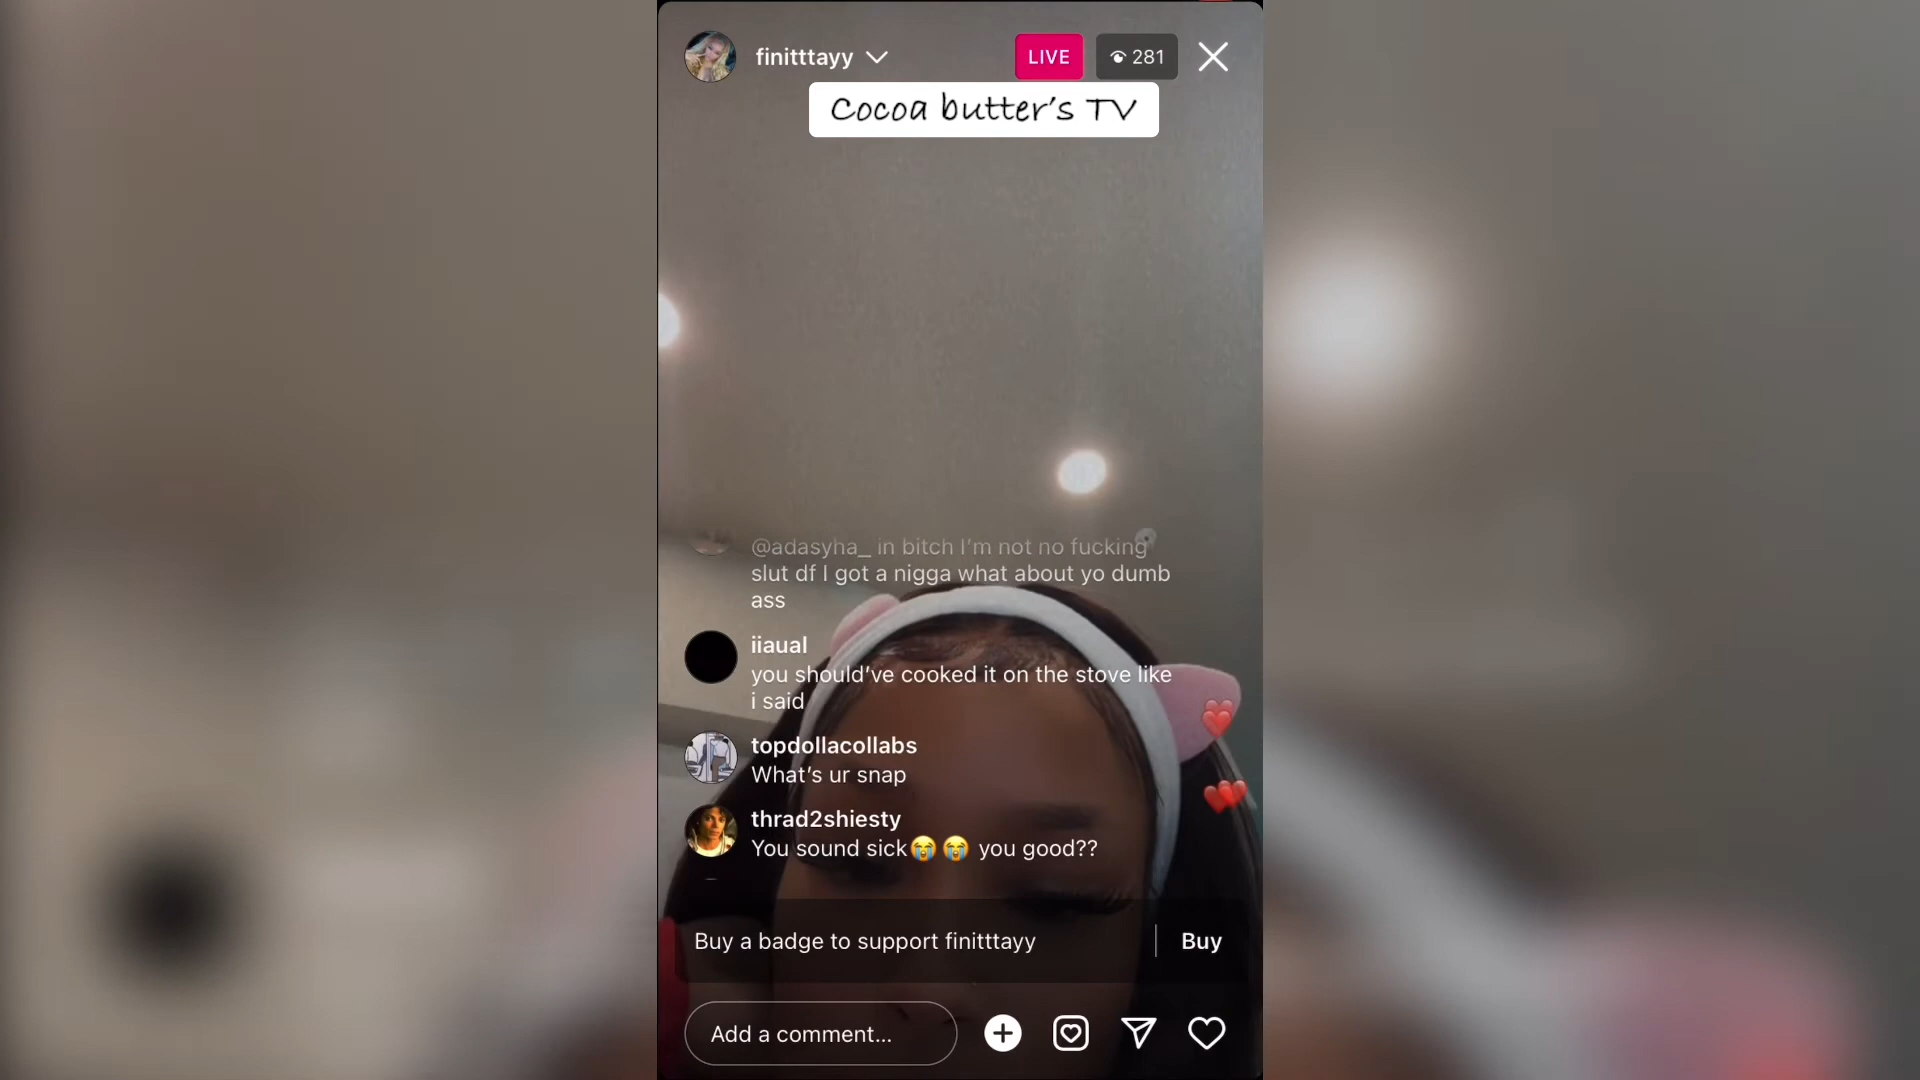 finitttayy
LIVE
281
Cocoa butter's TV
@adasyha_ in bitch I'm not no fucking
slut df I got a nigga what about yo dumb
ass
iiaual
you should've cooked it on the stove like
i said
topdollacollabs
What's ur snap
thrad2shiesty
You sound sick😭😭 you good??
Buy a badge to support finitttayy
Buy
Add a comment...